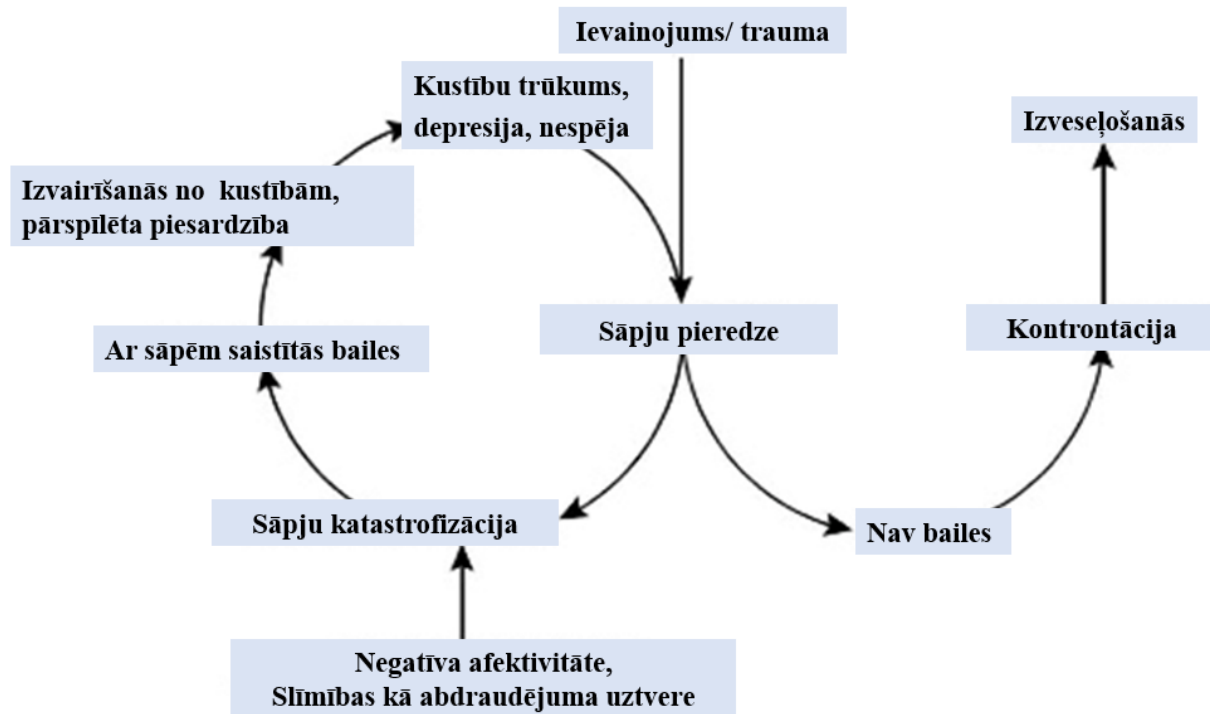 Ievainojums/ trauma
Kustību trūkums,
depresija, nespēja
Izveseļošanās
Izvairīšanās no kustībām,
pārspīlēta piesardzība
Sāpju pieredze
Kontrontācija
Ar sāpēm saistītās bailes
Sāpju katastrofizācija
Nav bailes
Negatīva afektivitāte,
Slīmības kā abdraudējuma uztvere